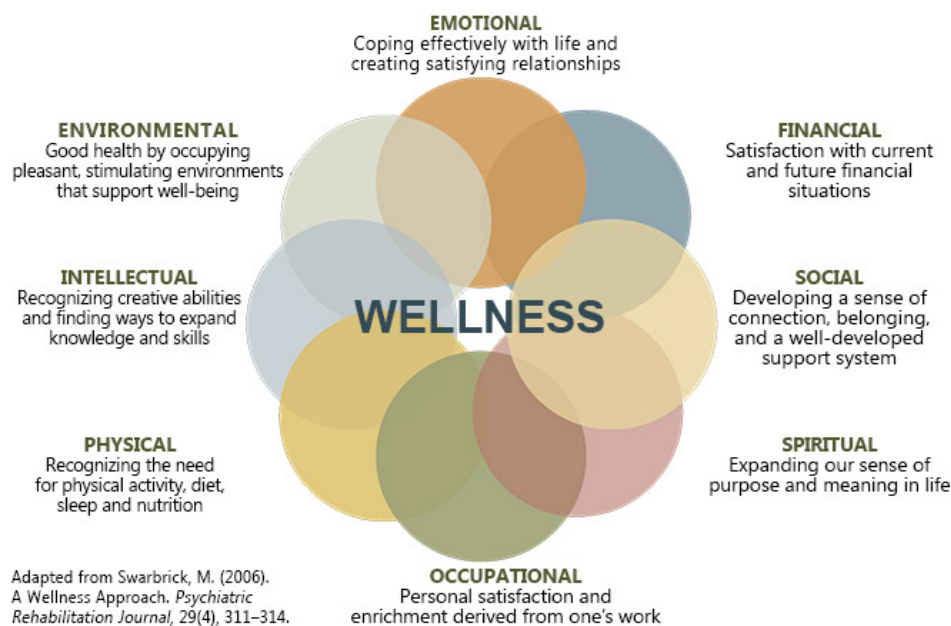 EMOTIONAL
Coping effectively with life and
creating satisfying relationships
ENVIRONMENTAL
Good health by occupying
pleasant, stimulating environments
that support well-being
FINANCIAL
Satisfaction with current
and future financial
situations
INTELLECTUAL
Recognizing creative abilities
and finding ways to expand
knowledge and skills
WELLNESS
SOCIAL
Developing a sense of
connection, belonging,
and a well-developed
support system
PHYSICAL
Recognizing the need
for physical activity, diet,
sleep and nutrition
SPIRITUAL
Expanding our sense of
purpose and meaning in life
OCCUPATIONAL
Personal satisfaction and
enrichment derived from one's work
Adapted from Swarbrick, M. (2006).
A Wellness Approach. Psychiatric
Rehabilitation Journal, 29(4), 311–314.